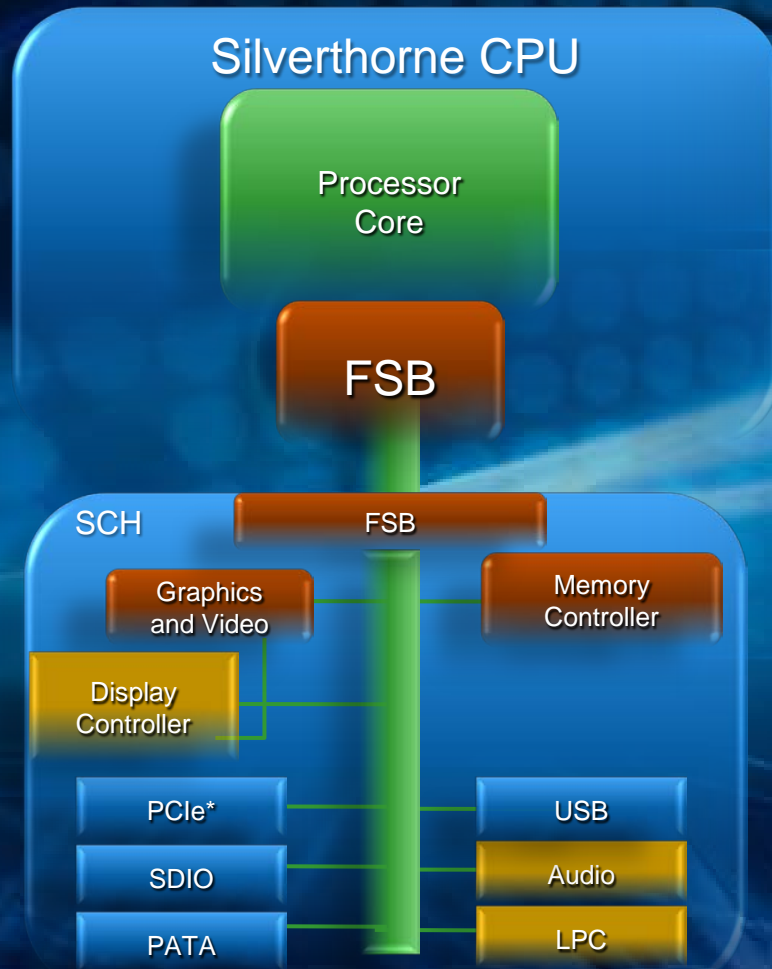 Silverthorne CPU
Processor
Core
FSB
SCH
FSB
Graphics
and Video
Memory
Controller
Display
Controller
PCIe*
USB
SDIO
Audio
PATA
LPC